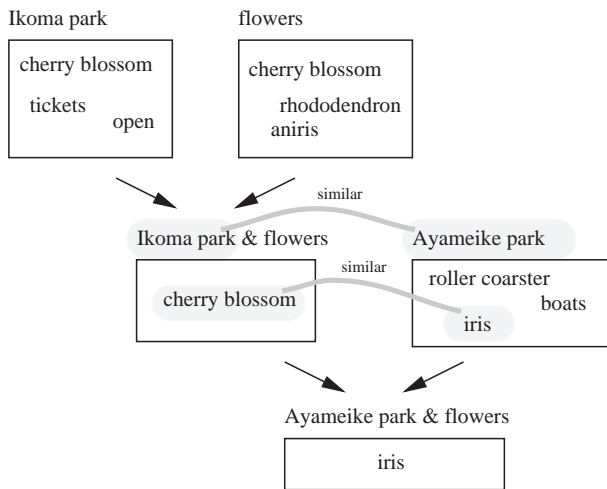 Ikoma park
flowers
cherry blossom
tickets
open
cherry blossom
rhododendron
aniris
similar
Ikoma park & flowers
Ayameike park
similar
cherry blossom
roller coarster
boats
iris
Ayameike park & flowers
iris